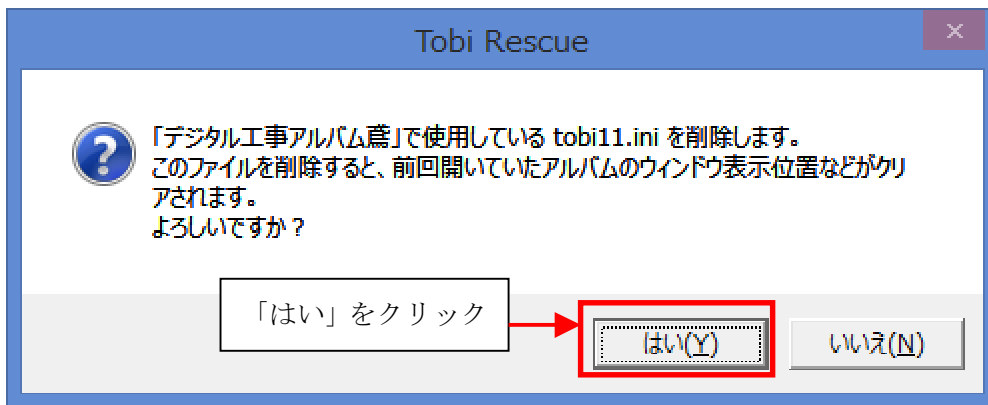 Tobi Rescue
「デジタル工事アルバム鳶」で使用している tobi11.ini を削除します。
このファイルを削除すると、前回開いていたアルバムのウィンドウ表示位置などがクリ
アされます。
よろしいですか？
「はい」をクリック
はい(Y)
いいえ(N)